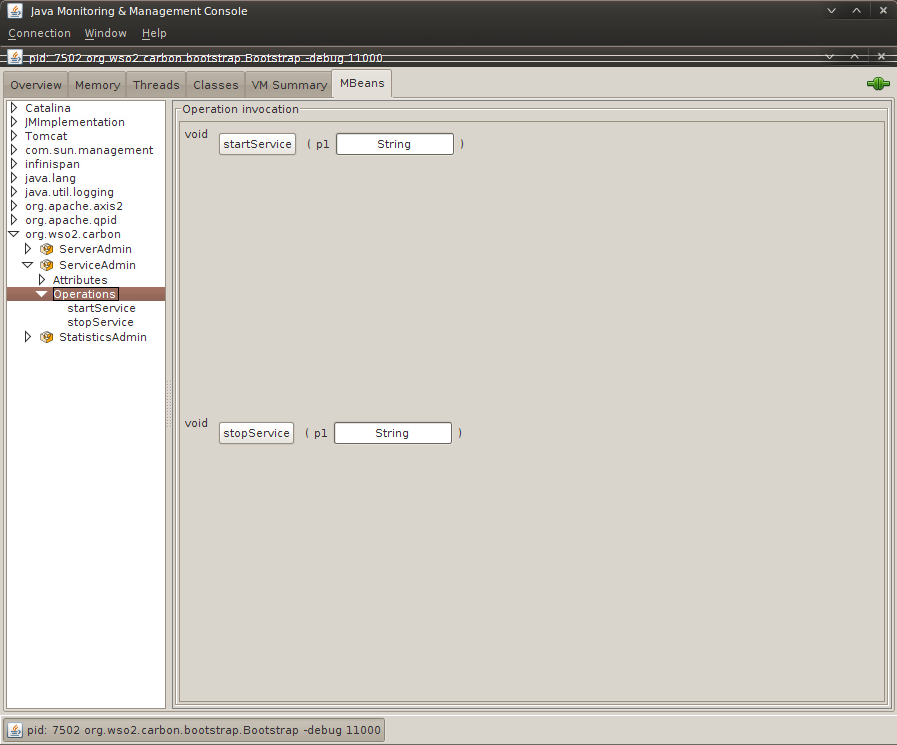 Java Monitoring & Management Console
Connection Window Help
pid: 7502 org.wso2.carbon.bootstrap.Bootstrap -debug 11000
Overview Memory Threads Classes VM Summary MBeans
Catalina
JMImplementation
Tomcat
com.sun.management
infinispan
java.lang
java.util.logging
org.apache.axis2
org.apache.qpid
org.wso2.carbon
ServerAdmin
ServiceAdmin
Attributes
Operations
startService
stopService
StatisticsAdmin
Operation invocation
void startService ( p1 String )
void stopService ( p1 String )
pid: 7502 org.wso2.carbon.bootstrap.Bootstrap -debug 11000